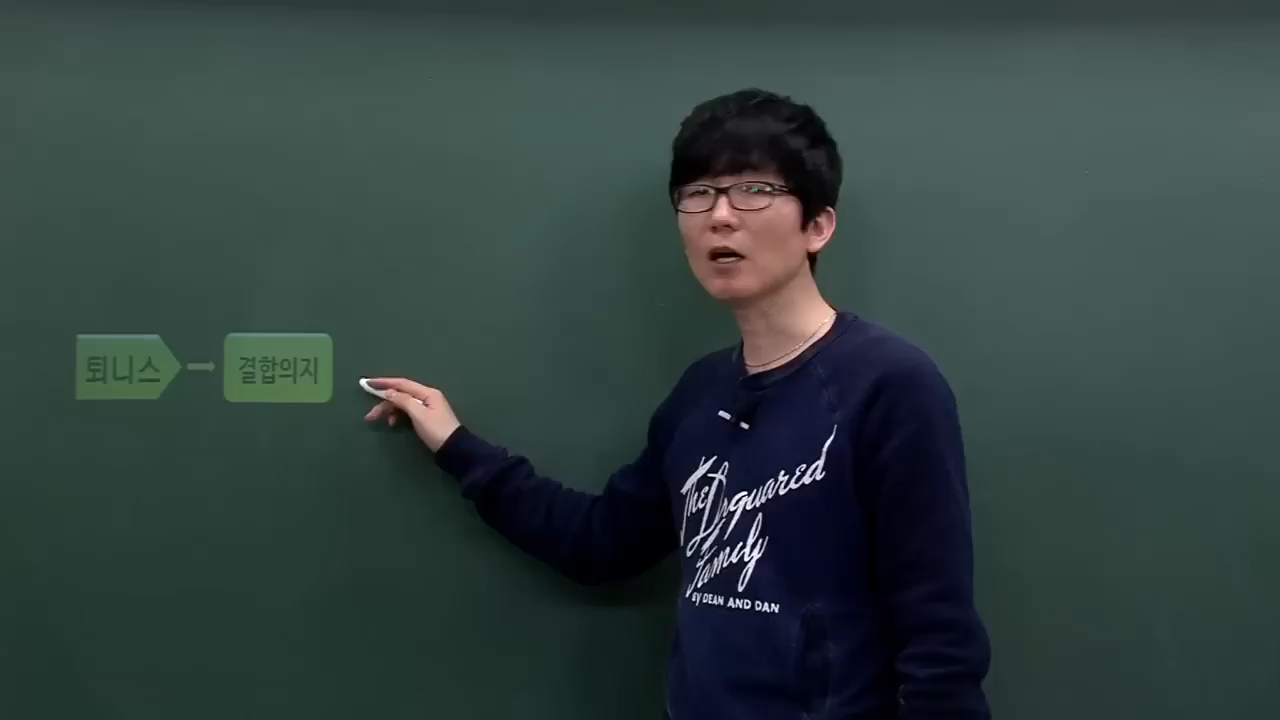 퇴니스
결합의지
The Dsquared
Family
BY DEAN AND DAN